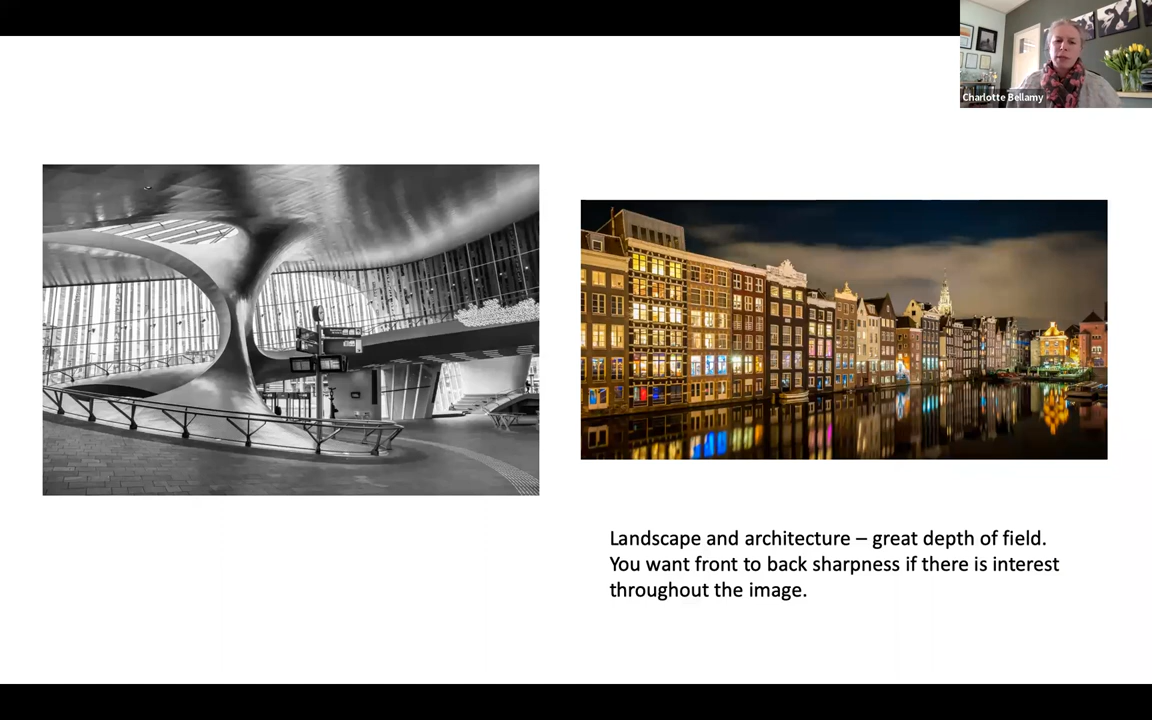 Charlotte Bellamy
Landscape and architecture – great depth of field.
You want front to back sharpness if there is interest
throughout the image.